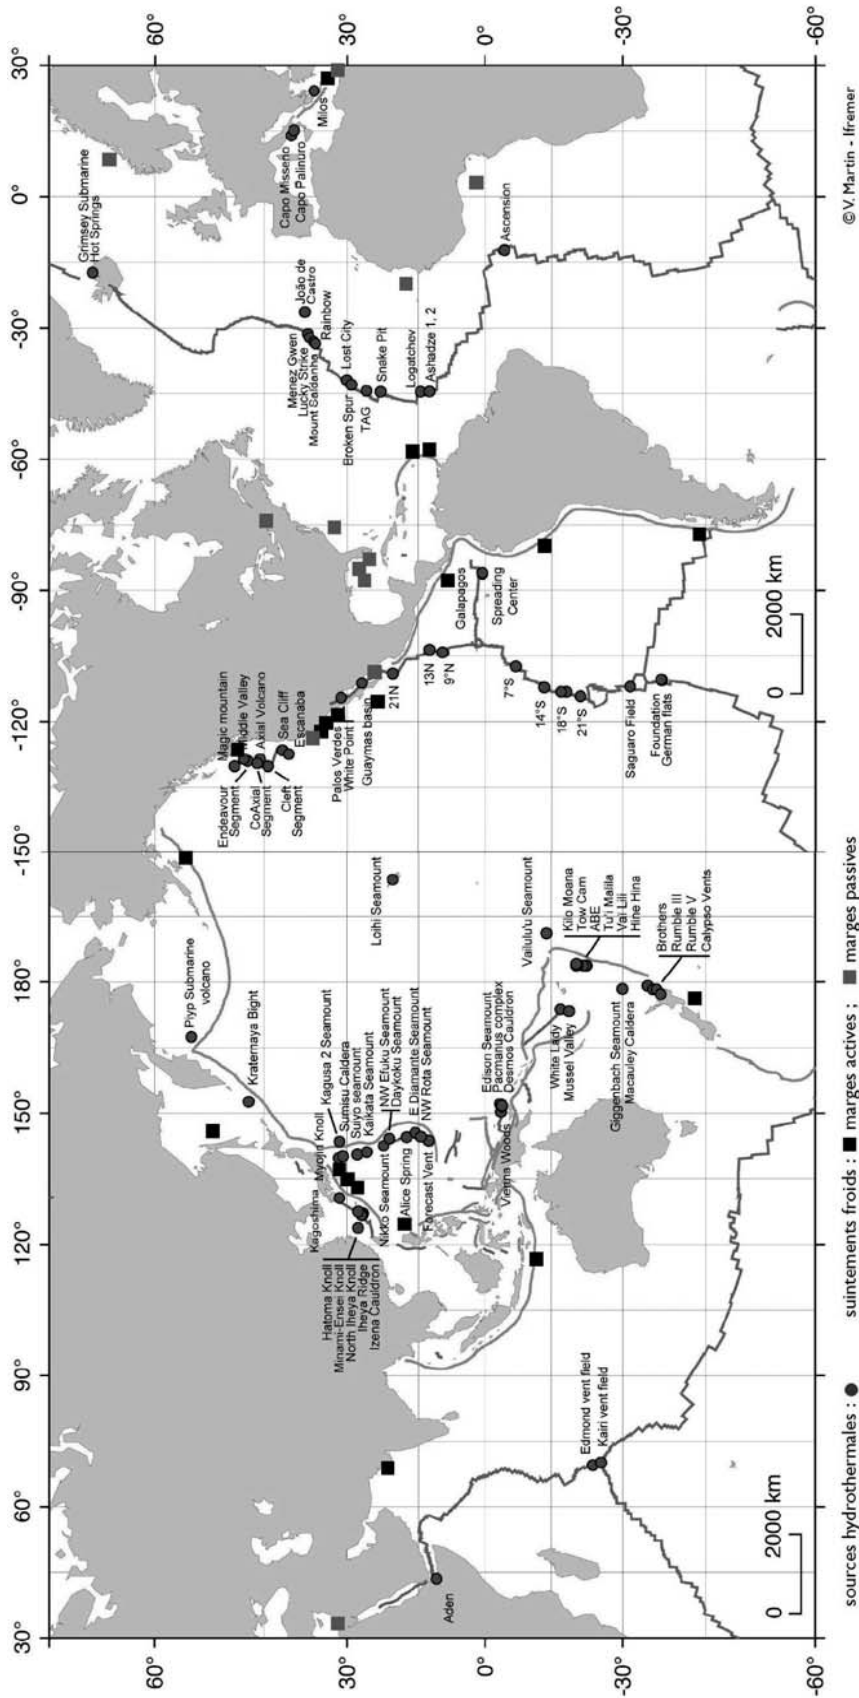 30°
60°
90°
120°
150°
180°
-150°
-120°
-90°
-60°
-30°
0°
30°
60°
30°
0°
-30°
-60°
60°
30°
0°
-30°
-60°
Aden
Edmond vent field
Kairi vent field
0 2000 km
Hatoma Knoll
Minami-Ensei Knoll
North Iheya Knoll
Iheya Ridge
Izena Cauldron
Kagoshima
Myojin Knoll
Kagusa 2 Seamount
Sumisu Caldera
Suiyo seamount
Kaikata Seamount
NW Efuku Seamount
Daykoku Seamount
E Diamante Seamount
NW Rota Seamount
Nikko Seamount
Alice Spring
Forecast Vent
Kraternaya Bight
Piyp Submarine
volcano
Vienna Woods
Edison Seamount
Pacmanus complex
Desmos Cauldron
White Lady
Mussel Valley
Giggenbach Seamount
Macauley Caldera
Vailulu'u Seamount
Kilo Moana
Tow Cam
ABE
Tu'i Malila
Vai Lili
Hine Hina
Brothers
Rumble III
Rumble V
Calypso Vents
Loihi Seamount
Magic mountain
Middle Valley
Axial Volcano
Sea Cliff
Escanaba
Endeavour
Segment
CoAxial
Segment
Cleft
Segment
Palos Verdes
White Point
Guaymas basin
21N
13N
9°N
Galapagos
Spreading
Center
7°S
14°S
18°S
21°S
Saguaro Field
Foundation
German flats
0 2000 km
Grimsey Submarine
Hot Springs
Menez Gwen
Lucky Strike
Mount Saldanha
João de
Castro
Rainbow
Lost City
Broken Spur
TAG
Snake Pit
Logatchev
Ashadze 1, 2
Ascension
Capo Misseno
Capo Palinuro
Milos
sources hydrothermales : suintements froids : marges actives ; marges passives
© V. Martin - Ifremer